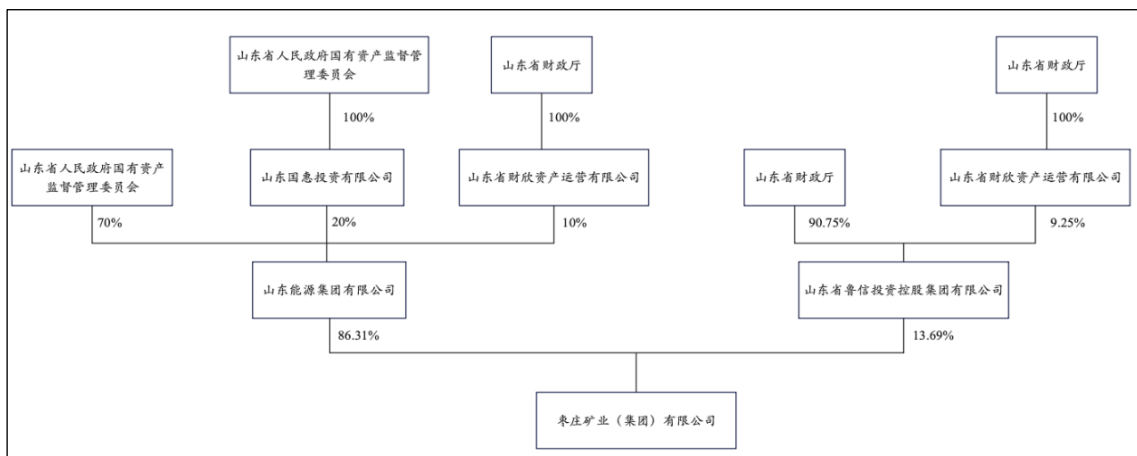 山东省人民政府国有资产监督管
理委员会
山东省财政厅
山东省财政厅
100%
100%
100%
山东省人民政府国有资产
监督管理委员会
山东国惠投资有限公司
山东省财欣资产运营有限公司
山东省财政厅
山东省财欣资产运营有限公司
70%
20%
10%
90.75%
9.25%
山东能源集团有限公司
山东省鲁信投资控股集团有限公司
86.31%
13.69%
枣庄矿业（集团）有限公司